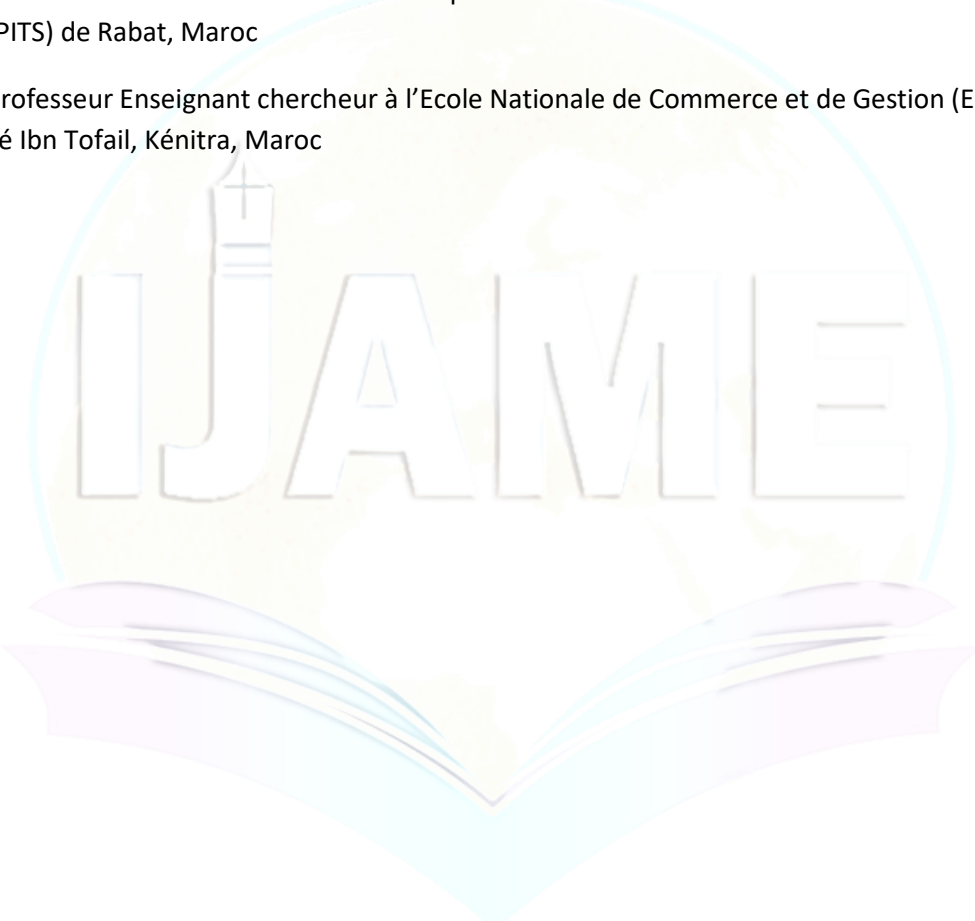 PITS) de Rabat, Maroc
rofesseur Enseignant chercheur à l’Ecole Nationale de Commerce et de Gestion (E
é Ibn Tofail, Kénitra, Maroc
IJAME